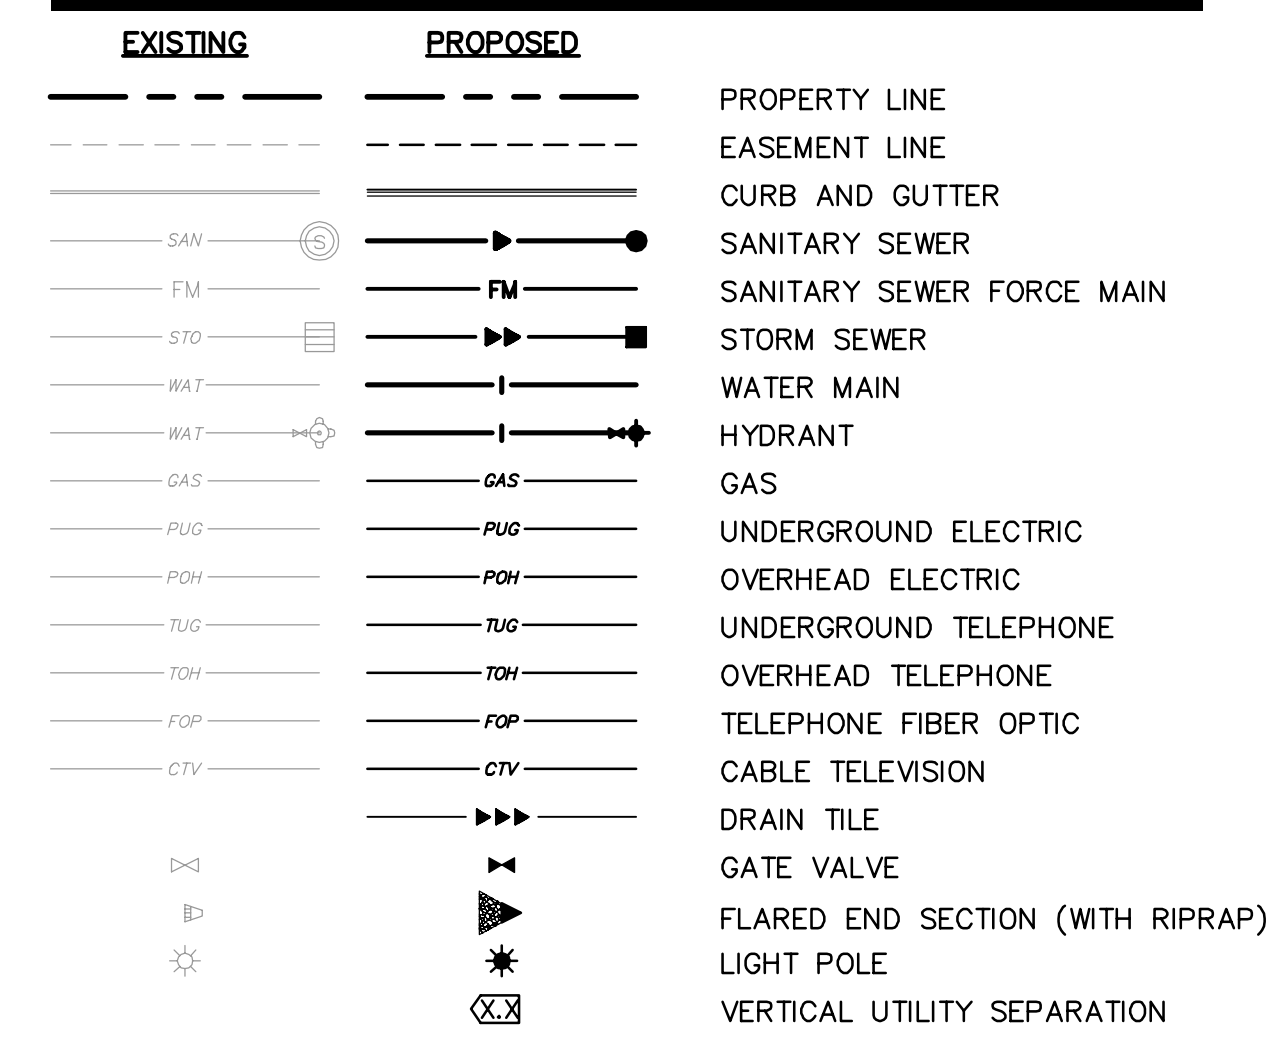 EXISTING PROPOSED
PROPERTY LINE
EASEMENT LINE
CURB AND GUTTER
SAN S SANITARY SEWER
FM FM SANITARY SEWER FORCE MAIN
STO STORM SEWER
WAT WATER MAIN
WAT HYDRANT
GAS GAS GAS
PUG PUG UNDERGROUND ELECTRIC
POH POH OVERHEAD ELECTRIC
TUG TUG UNDERGROUND TELEPHONE
TOH TOH OVERHEAD TELEPHONE
FOP FOP TELEPHONE FIBER OPTIC
CTV CTV CABLE TELEVISION
DRAIN TILE
GATE VALVE
FLARED END SECTION (WITH RIPRAP)
LIGHT POLE
X.X VERTICAL UTILITY SEPARATION